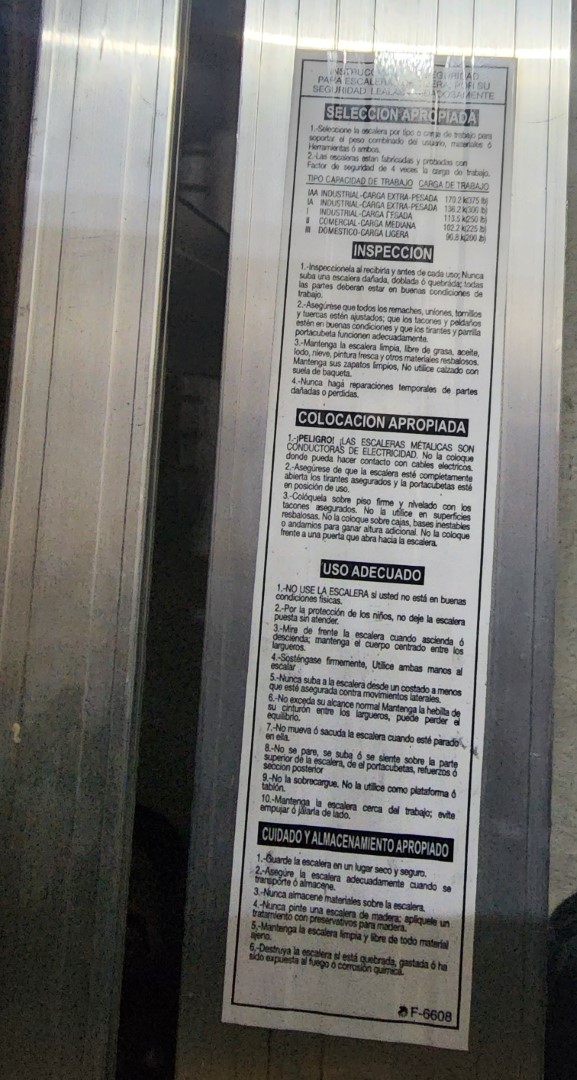 INSTRUCCIONES DE SEGURIDAD
PARA ESCALERA DE TIJERA, POR SU
SEGURIDAD LEALAS CUIDADOSAMENTE
SELECCION APROPIADA
1.-Seleccione la escalera por tipo o carga de trabajo para
soportar el peso combinado del usuario, materiales ó
Herramientas ó ambos.
2.-Las escaleras estan fabricadas y probadas con
Factor de seguridad de 4 veces la carga de trabajo.
TIPO CAPACIDAD DE TRABAJO CARGA DE TRABAJO
IAA INDUSTRIAL-CARGA EXTRA-PESADA 170.2 k(375 lb)
IA INDUSTRIAL-CARGA EXTRA-PESADA 136.2 k(300 lb)
I INDUSTRIAL-CARGA PESADA 113.5 k(250 lb)
II COMERCIAL-CARGA MEDIANA 102.2 k(225 lb)
III DOMESTICO-CARGA LIGERA 90.8 k(200 lb)
INSPECCION
1.-Inspeccionela al recibirla y antes de cada uso; Nunca
suba una escalera dañada, doblada ó quebráda; todas
las partes deberan estar en buenas condiciones de
trabajo.
2.-Asegúrese que todos los remaches, uniones, tornillos
y tuercas estén ajustados; que los tacones y peldaños
estén en buenas condiciones y que los tirantes y parrilla
portacubeta funcionen adecuadamente.
3.-Mantenga la escalera limpia, libre de grasa, aceite,
lodo, nieve, pintura fresca y otros materiales resbalosos.
Mantenga sus zapatos limpios, No utilice calzado con
suela de baqueta.
4.-Nunca hagá reparaciones temporales de partes
dañadas o perdidas.
COLOCACION APROPIADA
1.-¡PELIGRO! ¡LAS ESCALERAS METÁLICAS SON
CONDUCTORAS DE ELECTRICIDAD. No la coloque
donde pueda hacer contacto con cables electricos.
2.-Asegúrese de que la escalera esté completamente
abierta los tirantes asegurados y la portacubetas esté
en posición de uso.
3.-Colóquela sobre piso firme y nivelado con los
tacones asegurados. No la utilice en superficies
resbalosas. No la coloque sobre cajas, bases inestables
o andamios para ganar altura adicional. No la coloque
frente a una puerta que abra hacia la escalera.
USO ADECUADO
1.-NO USE LA ESCALERA si usted no está en buenas
condiciones físicas.
2.-Por la protección de los niños, no deje la escalera
puesta sin atender.
3.-Mire de frente la escalera cuando ascienda ó
descienda; mantenga el cuerpo centrado entre los
largueros.
4.-Sosténgase firmemente, Utilice ambas manos al
escalar
5.-Nunca suba a la escalera desde un costado a menos
que esté asegurada contra movimientos laterales.
6.-No exceda su alcance normal Mantenga la hebilla de
su cinturón entre los largueros, puede perder el
equilibrio.
7.-No mueva ó sacuda la escalera cuando esté parado
en ella.
8.-No se pare, se suba ó se siente sobre la parte
superior de la escalera, de el portacubetas, refuerzos ó
sección posterior
9.-No la sobrecargue. No la utilice como plataforma ó
tablón.
10.-Mantenga la escalera cerca del trabajo; evite
empujar ó jalarla de lado.
CUIDADO Y ALMACENAMIENTO APROPIADO
1.-Guarde la escalera en un lugar seco y seguro.
2.-Asegúre la escalera adecuadamente cuando se
transporte ó almacene.
3.-Nunca almacene materiales sobre la escalera.
4.-Nunca pinte una escalera de madera; aplíquele un
tratamiento con preservativos para madera.
5.-Mantenga la escalera limpia y libre de todo material
ajeno.
6.-Destruya la escalera si está quebrada, gastada ó ha
sido expuesta al fuego ó corrosión química.
F-6608